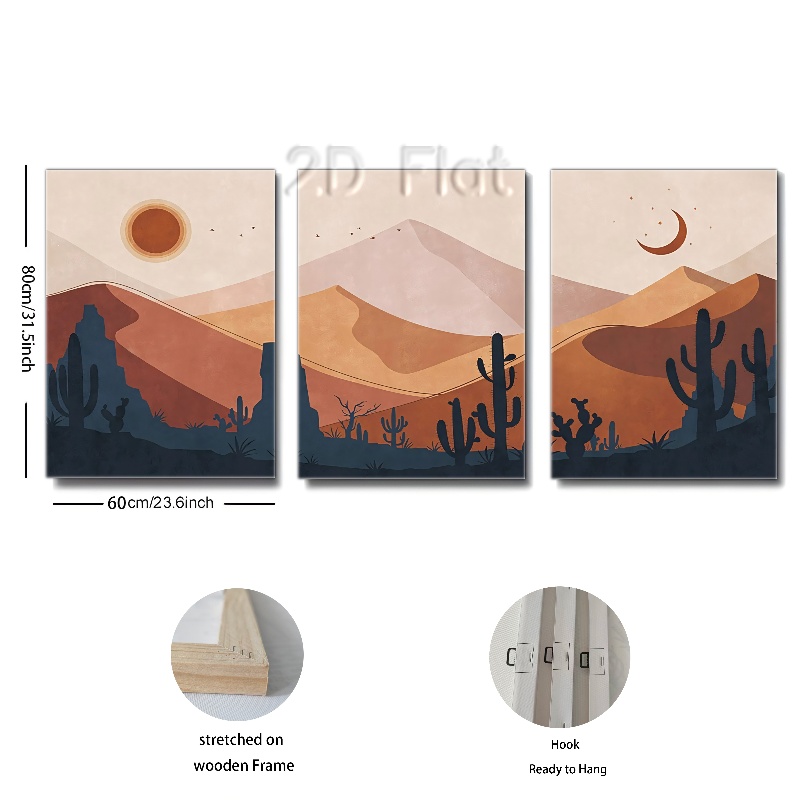 2D Flat
80cm/31.5inch
60cm/23.6inch
stretched on
wooden Frame
Hook
Ready to Hang